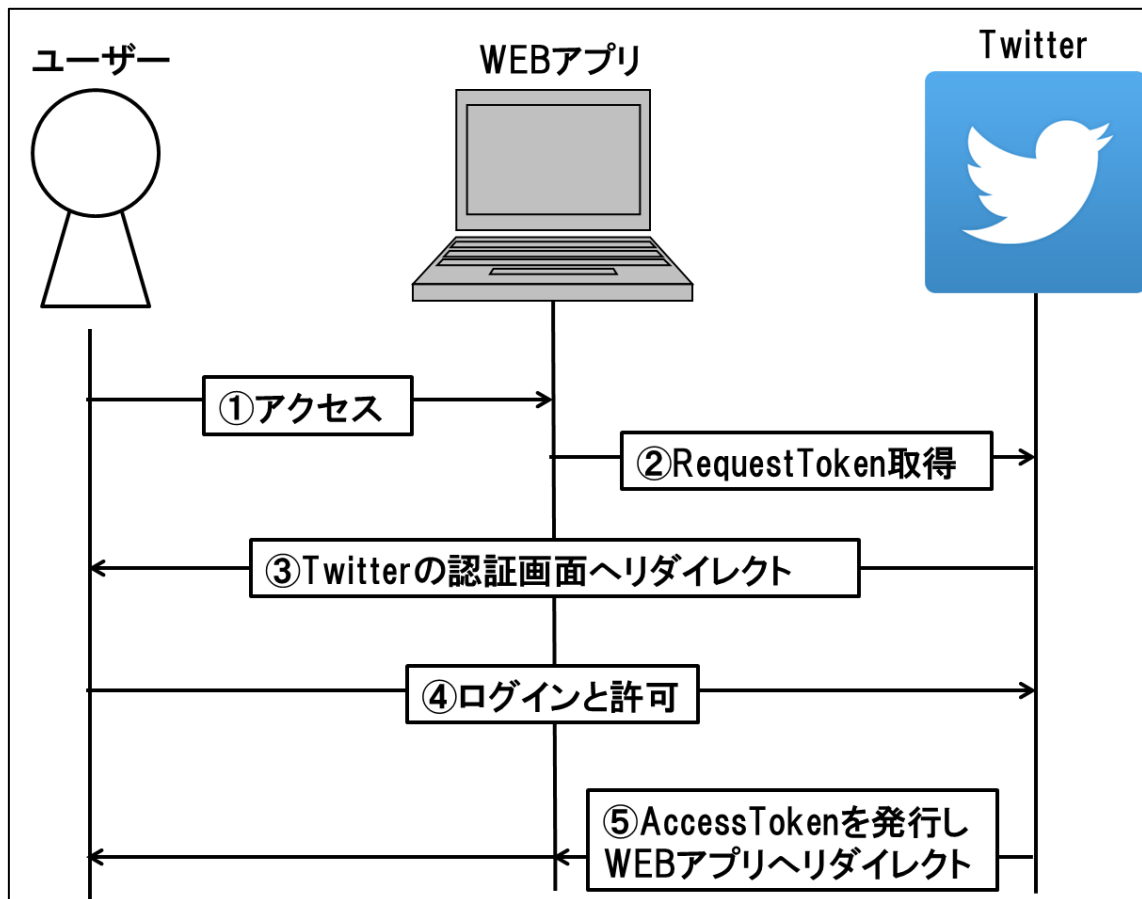 ユーザー
WEBアプリ
Twitter
①アクセス
②RequestToken取得
③Twitterの認証画面へリダイレクト
④ログインと許可
⑤AccessTokenを発行し
WEBアプリへリダイレクト